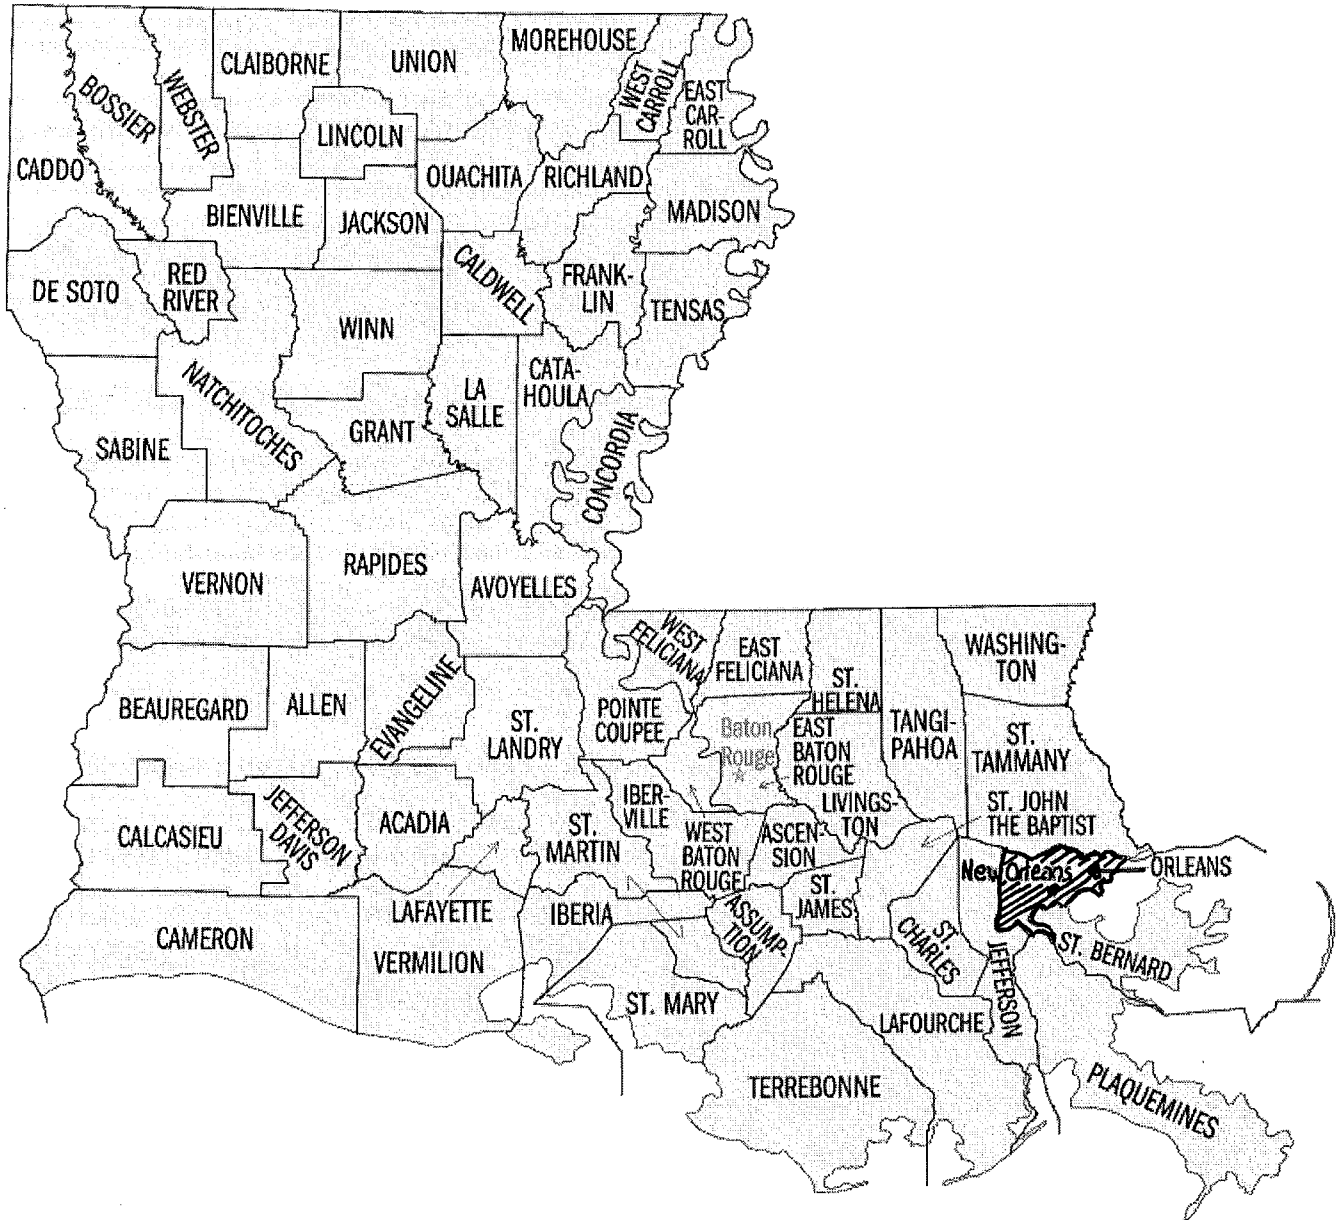 MOREHOUSE
CLAIBORNE
UNION
WEST
CARROLL
EAST
CAR-
ROLL
BOSSIER
WEBSTER
LINCOLN
CADDO
OUACHITA
RICHLAND
MADISON
BIENVILLE
JACKSON
CALDWELL
RED
RIVER
DE SOTO
FRANK-
LIN
TENSAS
WINN
CATA-
HOULA
NATCHITOCHES
LA
SALLE
GRANT
SABINE
CONCORDIA
RAPIDES
VERNON
AVOYELLES
WEST
FELICIANA
EAST
FELICIANA
WASHING-
TON
ST.
HELENA
BEAUREGARD
ALLEN
EVANGELINE
ST.
LANDRY
POINTE
COUPEE
Baton
Rouge
EAST
BATON
ROUGE
TANGI-
PAHOA
ST.
TAMMANY
JEFFERSON
DAVIS
CALCASIEU
ACADIA
ST.
MARTIN
IBER-
VILLE
LIVINGS-
TON
ST. JOHN
THE BAPTIST
WEST
BATON
ROUGE
ASCEN-
SION
New Orleans
ORLEANS
ST.
JAMES
LAFAYETTE
IBERIA
ASSUMP-
TION
ST.
CHARLES
ST. BERNARD
CAMERON
VERMILION
ST. MARY
LAFOURCHE
JEFFERSON
TERREBONNE
PLAQUEMINES